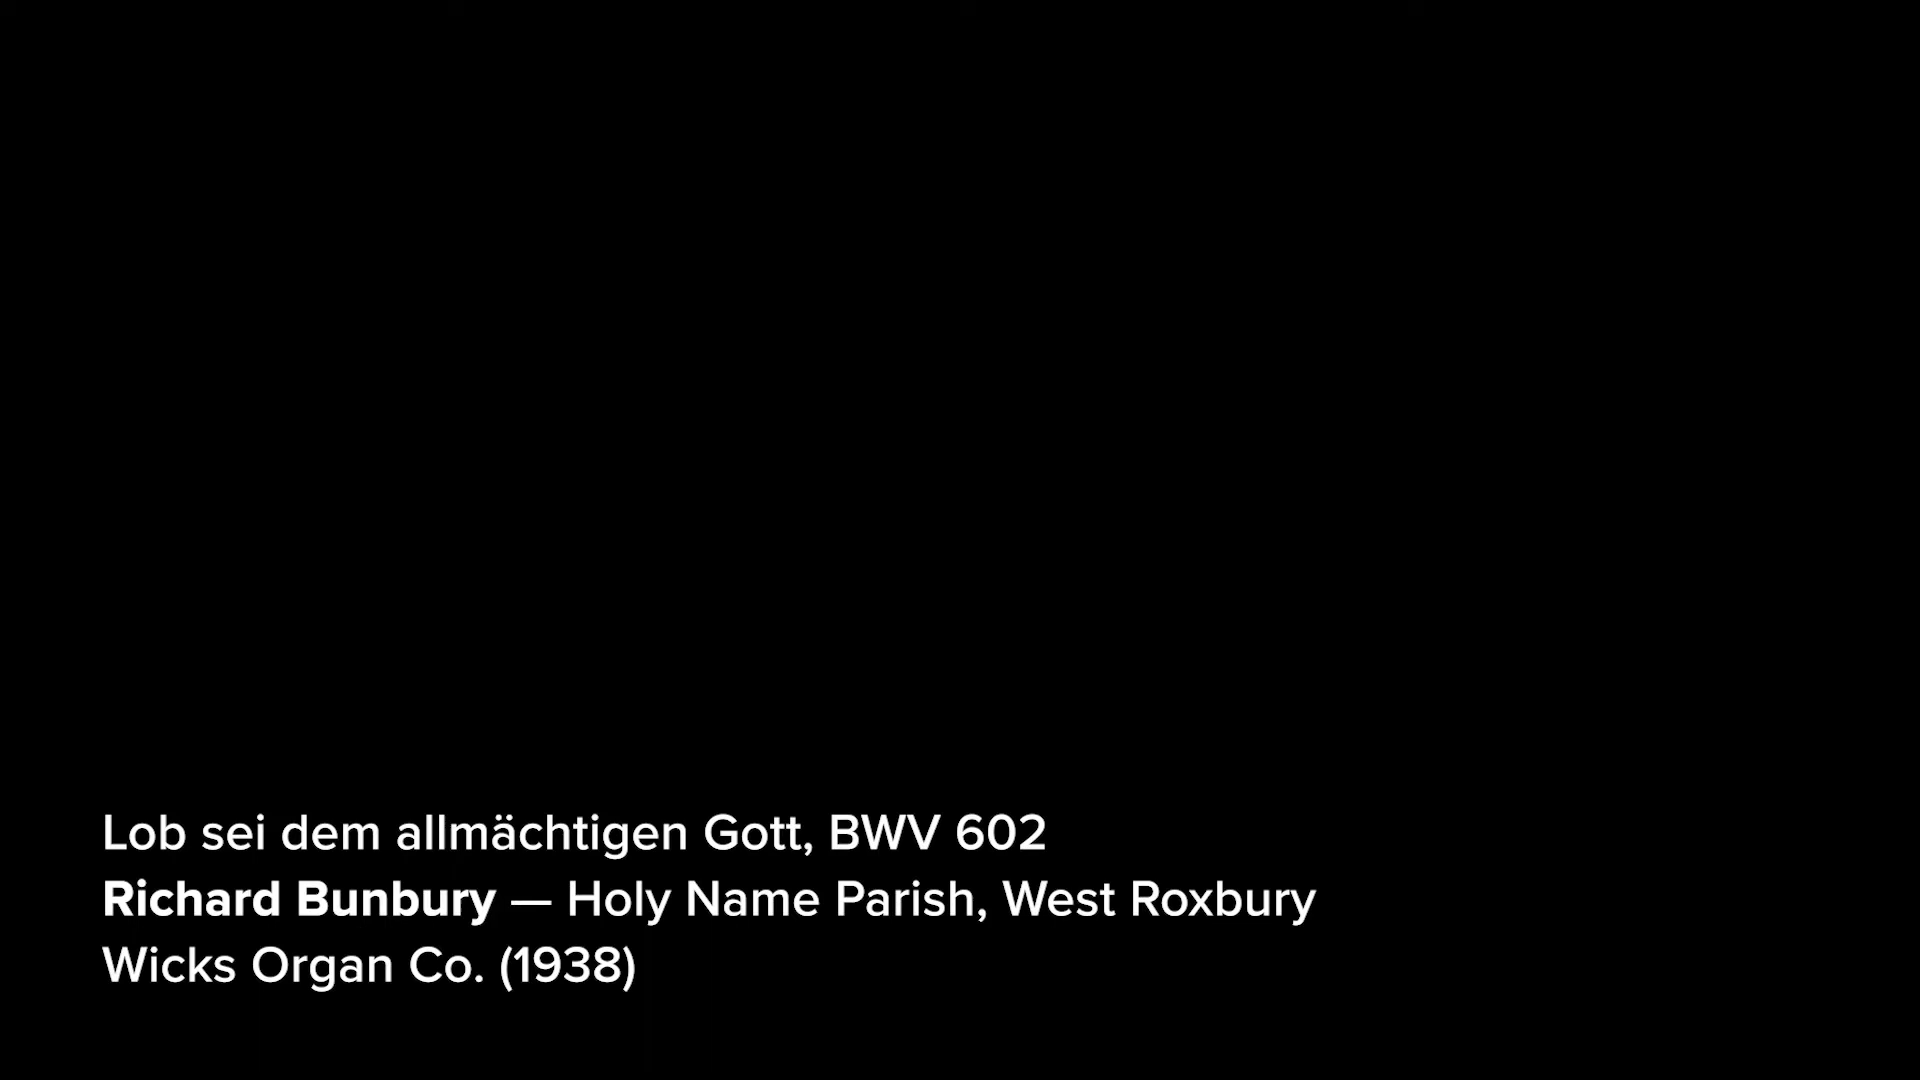 Lob sei dem allmächtigen Gott, BWV 602
Richard Bunbury — Holy Name Parish, West Roxbury
Wicks Organ Co. (1938)